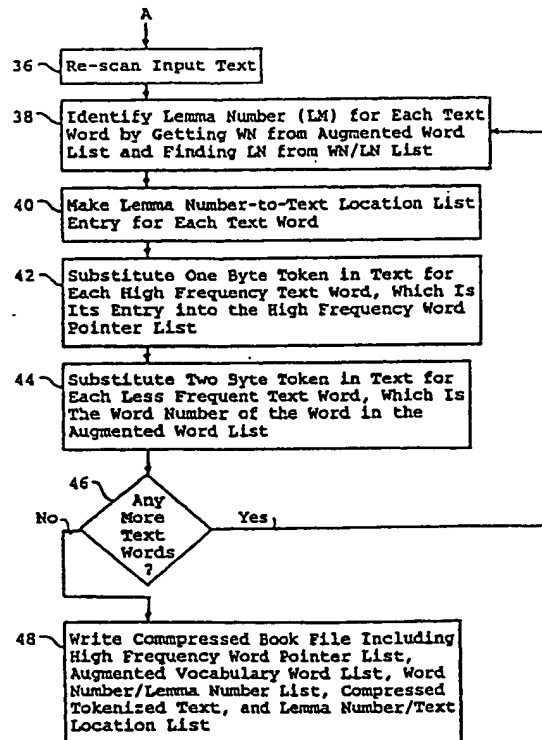 A
36 Re-scan Input Text
38 Identify Lemma Number (LM) for Each Text
Word by Getting WN from Augmented Word
List and Finding LN from WN/LN List
40 Make Lemma Number-to-Text Location List
Entry for Each Text Word
42 Substitute One Byte Token in Text for
Each High Frequency Text Word, Which Is
Its Entry into the High Frequency Word
Pointer List
44 Substitute Two Byte Token in Text for
Each Less Frequent Text Word, Which Is
The Word Number of the Word in the
Augmented Word List
46
Any
More
Text
Words
?
No
Yes
48 Write Commpressed Book File Including
High Frequency Word Pointer List,
Augmented Vocabulary Word List, Word
Number/Lemma Number List, Compressed
Tokenized Text, and Lemma Number/Text
Location List